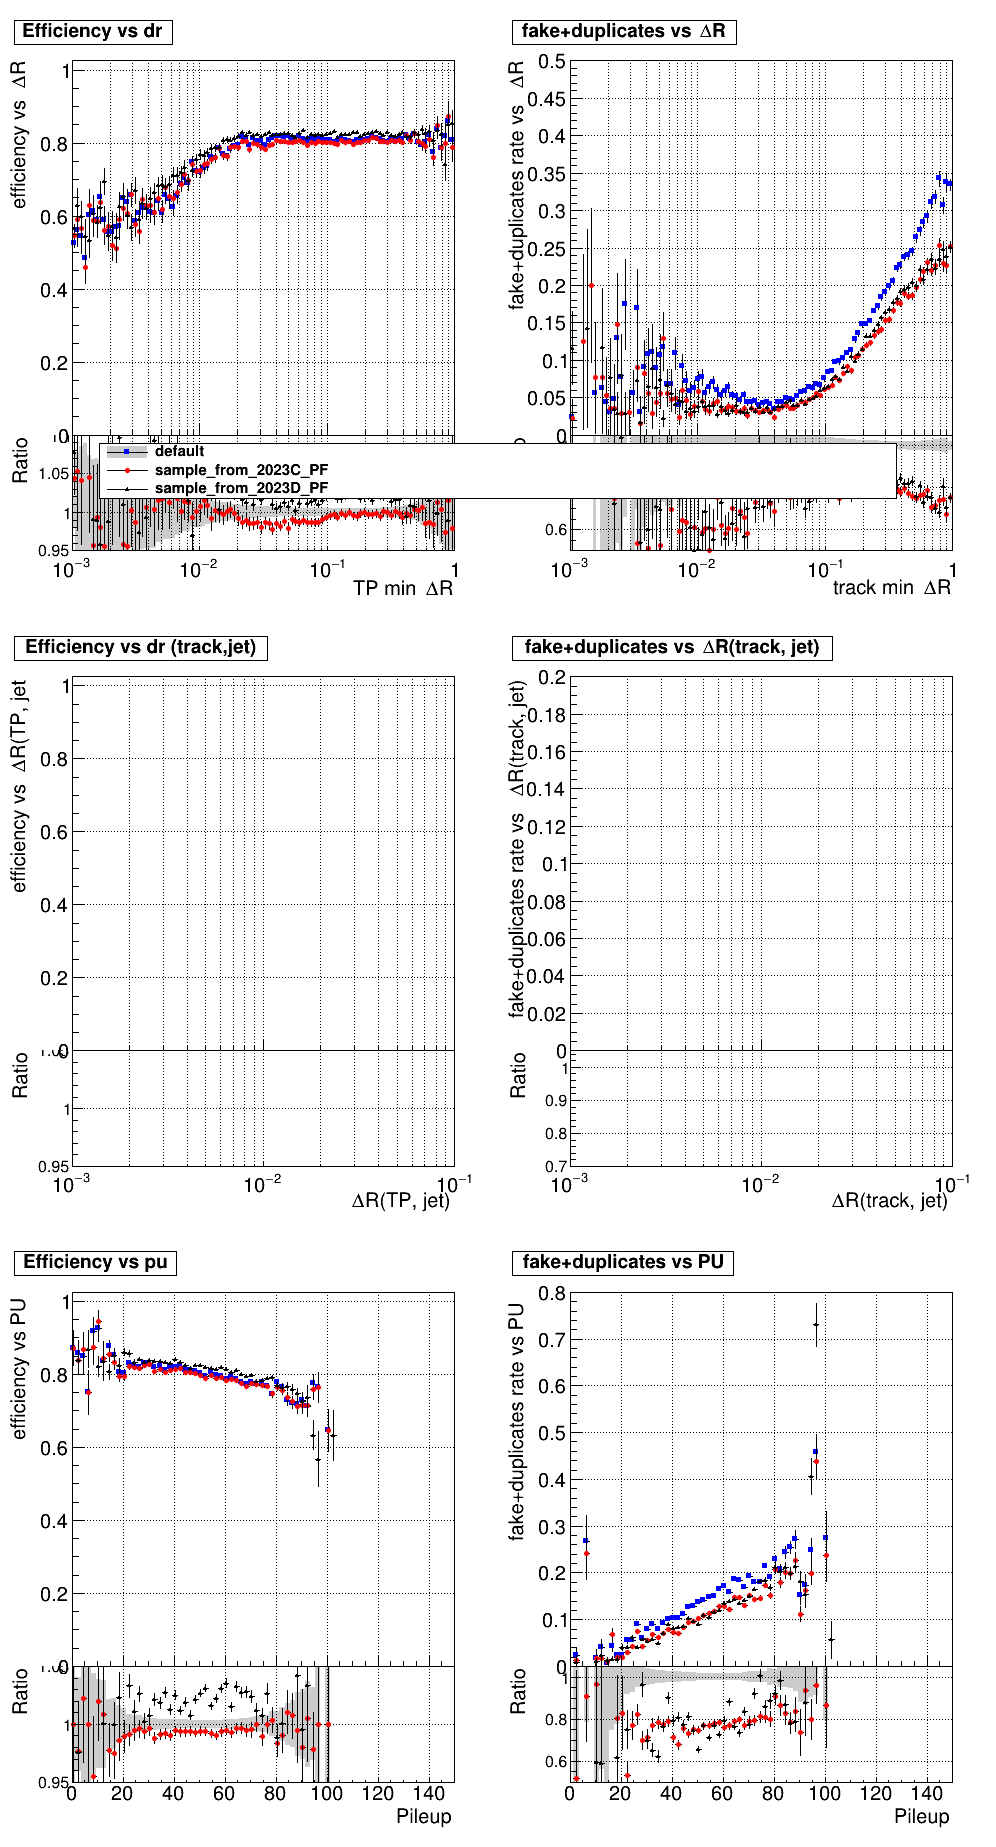 Efficiency vs dr
efficiency vs ΔR
1
0.8
0.6
0.4
0.2
0
Ratio
1.05
1
0.95
10⁻³
10⁻²
10⁻¹
1
TP min ΔR
fake+duplicates vs ΔR
fake+duplicates rate vs ΔR
0.5
0.45
0.4
0.35
0.3
0.25
0.2
0.15
0.1
0.05
0
0.6
10⁻³
10⁻²
10⁻¹
1
track min ΔR
default
sample_from_2023C_PF
sample_from_2023D_PF
Efficiency vs dr (track,jet)
efficiency vs ΔR(TP, jet
1
0.8
0.6
0.4
0.2
0
Ratio
1
0.95
10⁻³
10⁻²
10⁻¹
ΔR(TP, jet)
fake+duplicates vs ΔR(track, jet)
fake+duplicates rate vs ΔR(track, jet)
0.2
0.18
0.16
0.14
0.12
0.1
0.08
0.06
0.04
0.02
0
Ratio
1
0.9
0.8
0.7
10⁻³
10⁻²
10⁻¹
ΔR(track, jet)
Efficiency vs pu
efficiency vs PU
1
0.8
0.6
0.4
0.2
0
Ratio
1
0.95
0 20 40 60 80 100 120 140
Pileup
fake+duplicates vs PU
fake+duplicates rate vs PU
0.8
0.7
0.6
0.5
0.4
0.3
0.2
0.1
0
Ratio
1
0.8
0.6
0 20 40 60 80 100 120 140
Pileup